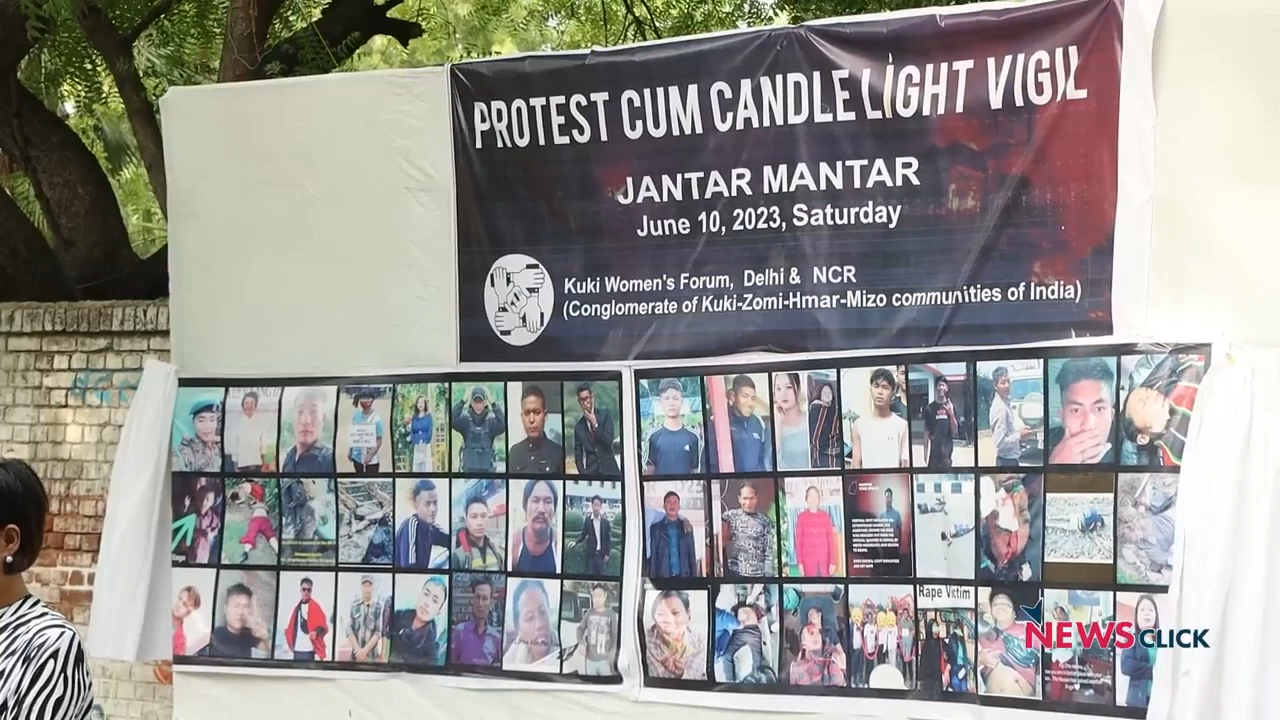 PROTEST CUM CANDLE LIGHT VIGIL
JANTAR MANTAR
June 10, 2023, Saturday
Kuki Women's Forum, Delhi & NCR
(Conglomerate of Kuki-Zomi-Hmar-Mizo communities of India)
Rape Victim
NEWSCLICK